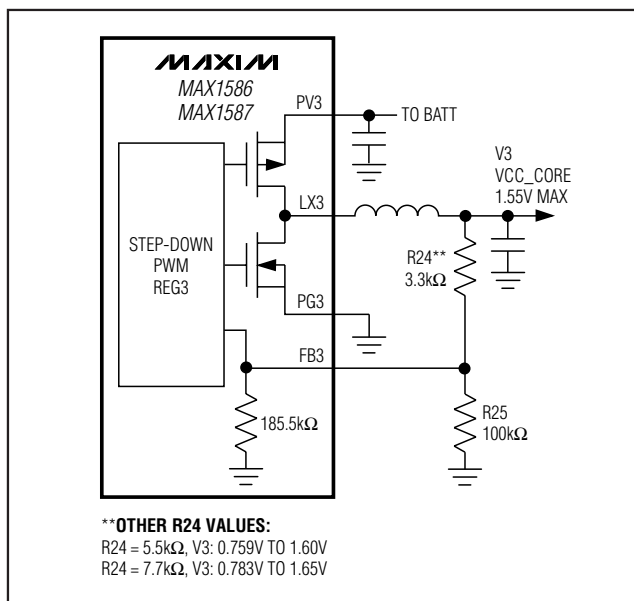 MAXIM
MAX1586
MAX1587
PV3
TO BATT
V3
VCC_CORE
1.55V MAX
LX3
STEP-DOWN
PWM
REG3
R24**
3.3kΩ
PG3
FB3
185.5kΩ
R25
100kΩ
**OTHER R24 VALUES:
R24 = 5.5kΩ, V3: 0.759V TO 1.60V
R24 = 7.7kΩ, V3: 0.783V TO 1.65V